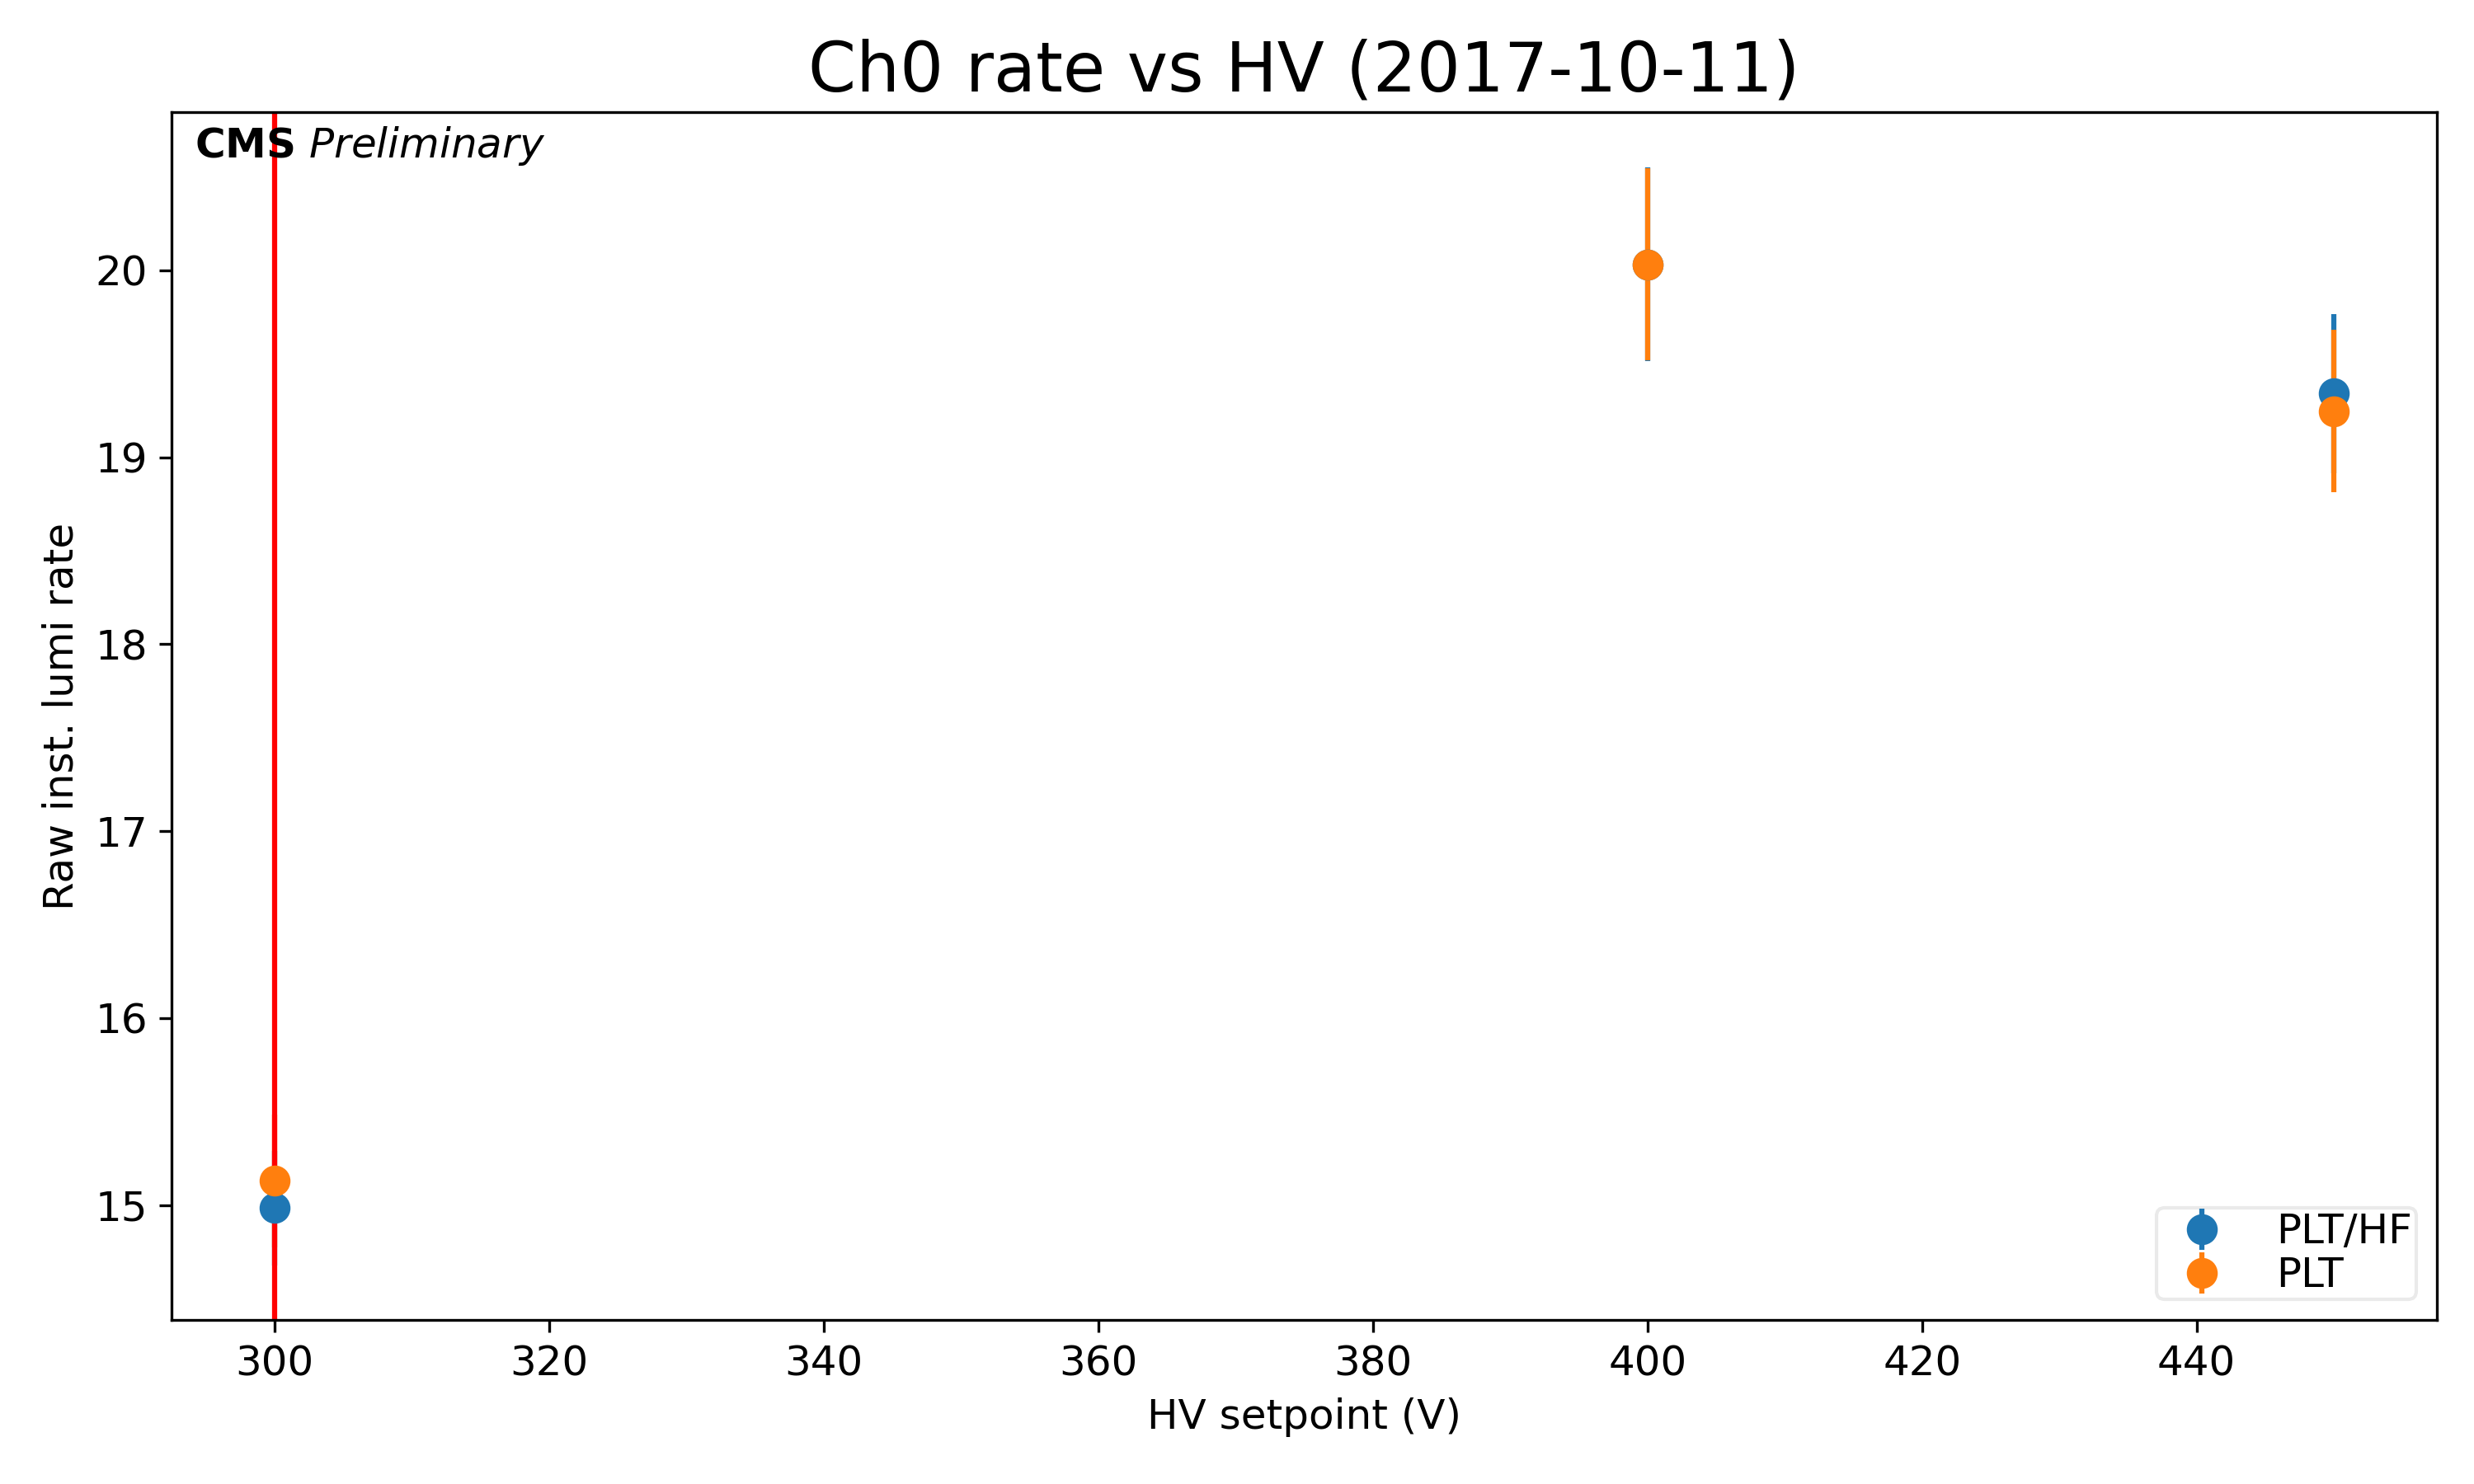 Ch0 rate vs HV (2017-10-11)
CMS Preliminary
20
19
18
17
16
15
Raw inst. lumi rate
PLT/HF
PLT
300 320 340 360 380 400 420 440
HV setpoint (V)